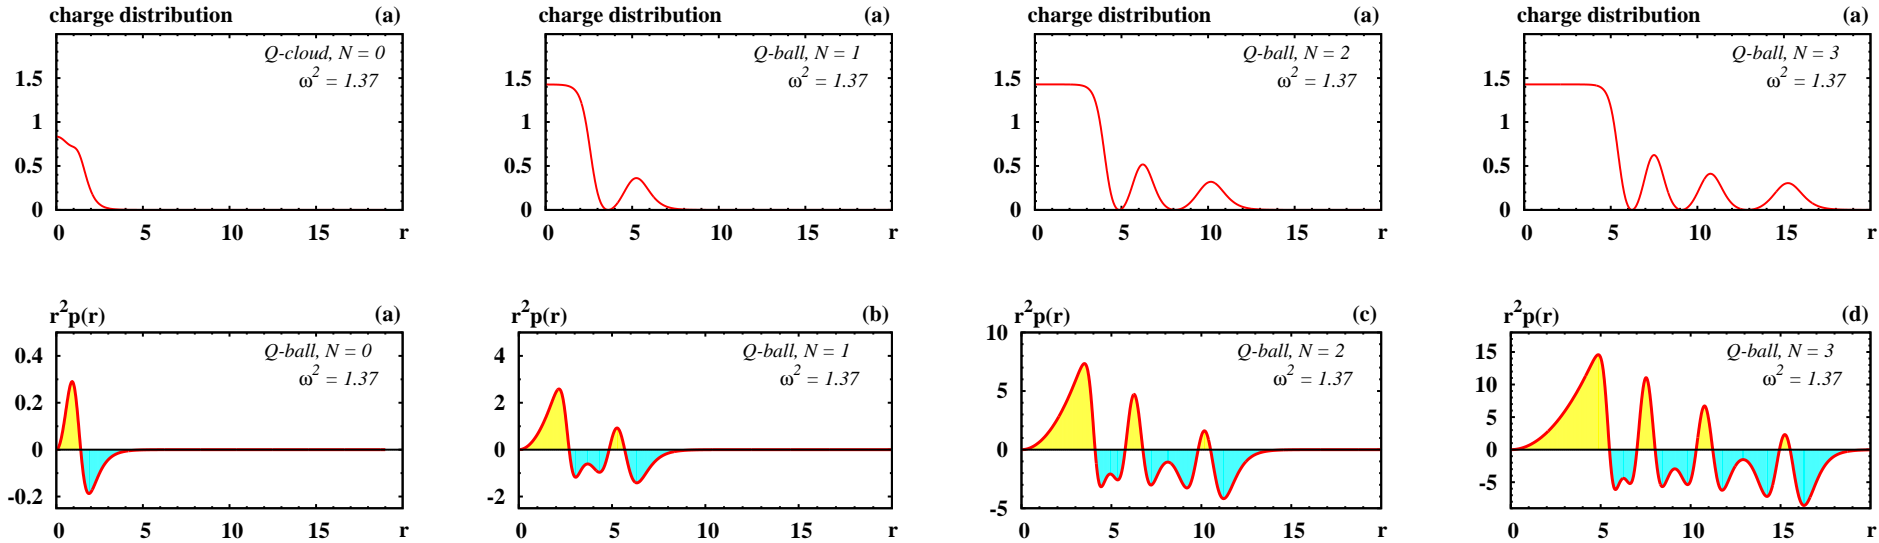 charge distribution (a)
Q-cloud, N = 0
ω² = 1.37
1.5
1
0.5
0
0 5 10 15 r
charge distribution (a)
Q-ball, N = 1
ω² = 1.37
1.5
1
0.5
0
0 5 10 15 r
charge distribution (a)
Q-ball, N = 2
ω² = 1.37
1.5
1
0.5
0
0 5 10 15 r
charge distribution (a)
Q-ball, N = 3
ω² = 1.37
1.5
1
0.5
0
0 5 10 15 r
r²p(r) (a)
Q-ball, N = 0
ω² = 1.37
0.4
0.2
0
-0.2
0 5 10 15 r
r²p(r) (b)
Q-ball, N = 1
ω² = 1.37
4
2
0
-2
0 5 10 15 r
r²p(r) (c)
10
Q-ball, N = 2
ω² = 1.37
5
0
-5
0 5 10 15 r
r²p(r) (d)
Q-ball, N = 3
15
ω² = 1.37
10
5
0
-5
0 5 10 15 r